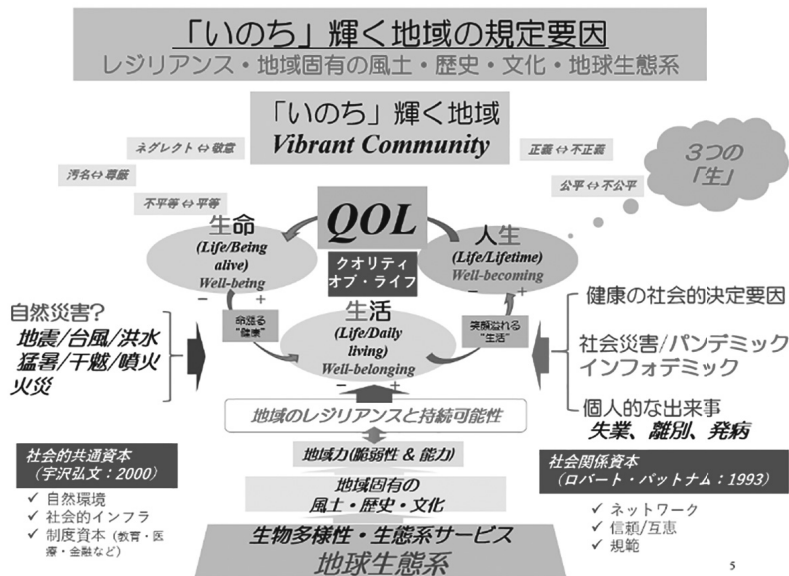 「いのち」輝く地域の規定要因
レジリアンス・地域固有の風土・歴史・文化・地球生態系
「いのち」輝く地域
Vibrant Community
ネグレクト⇔敬意
汚名⇔尊厳
不平等⇔平等
正義⇔不正義
公平⇔不公平
３つの
「生」
QOL
クオリティ
オブ・ライフ
生命
(Life/Being
alive)
Well-being
人生
(Life/Lifetime)
Well-becoming
生活
(Life/Daily
living)
Well-belonging
− +
− +
− +
命漲る
“健康”
笑顔溢れる
“生活”
自然災害?
地震/台風/洪水
猛暑/干魃/噴火
火災
健康の社会的決定要因
社会災害/パンデミック
インフォデミック
個人的な出来事
失業、離別、発病
地域のレジリアンスと持続可能性
地域力(脆弱性 & 能力)
地域固有の
風土・歴史・文化
生物多様性・生態系サービス
地球生態系
社会的共通資本
（宇沢弘文：2000）
✓ 自然環境
✓ 社会的インフラ
✓ 制度資本（教育・医
療・金融など）
社会関係資本
（ロバート・パットナム：1993）
✓ ネットワーク
✓ 信頼/互恵
✓ 規範
5